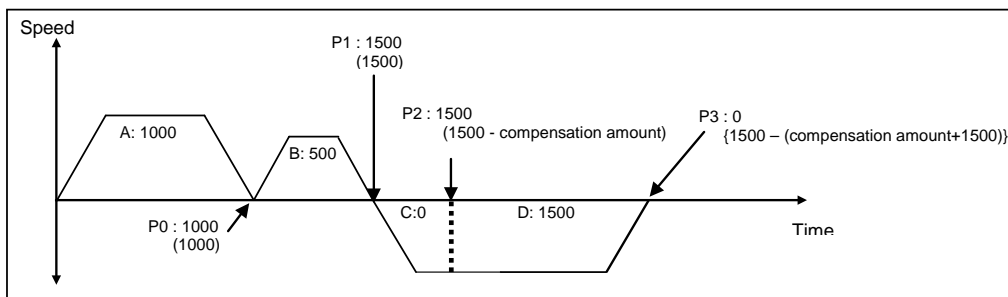 Speed
P1 : 1500
(1500)
P2 : 1500
(1500 - compensation amount)
P3 : 0
{1500 – (compensation amount+1500)}
A: 1000
B: 500
C:0
D: 1500
P0 : 1000
(1000)
Time